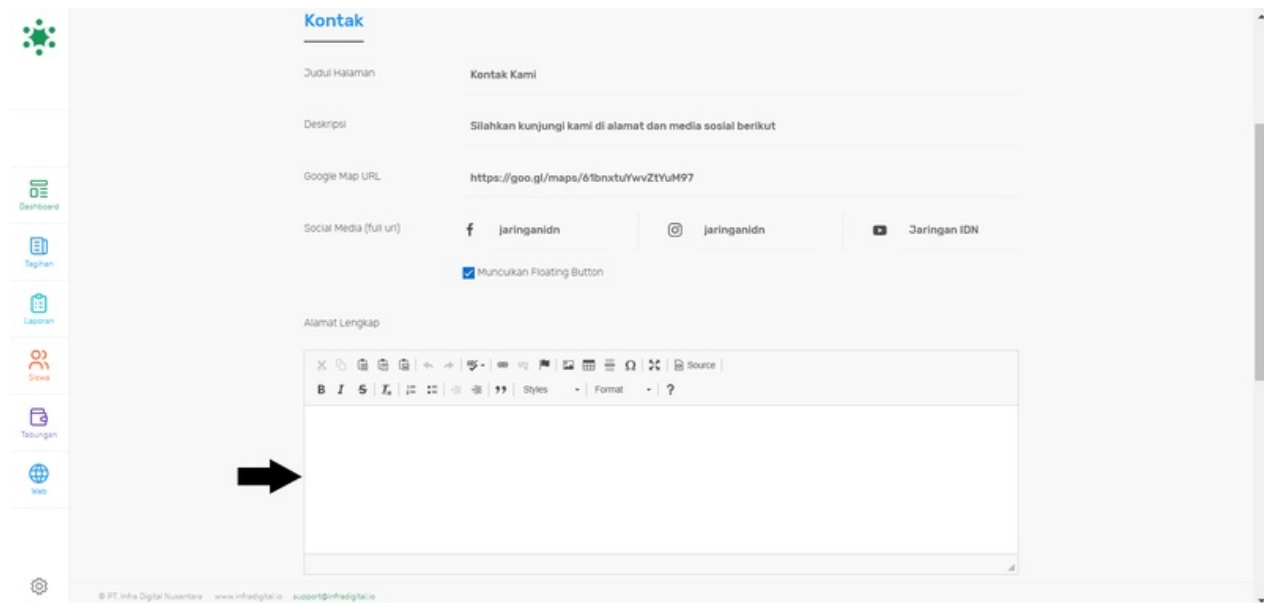 Kontak
Judul Halaman
Kontak Kami
Deskripsi
Silahkan kunjungi kami di alamat dan media sosial berikut
Google Map URL
https://goo.gl/maps/61bnxtuYwvZtYuM97
Social Media (full url)
jaringanidn
jaringanidn
Jaringan IDN
Munculkan Floating Button
Alamat Lengkap
Source
B I S Ix Styles Format ?
Dashboard
Tagihan
Laporan
Siswa
Tabungan
Web
© PT. Infra Digital Nusantara www.infradigital.io support@infradigital.io